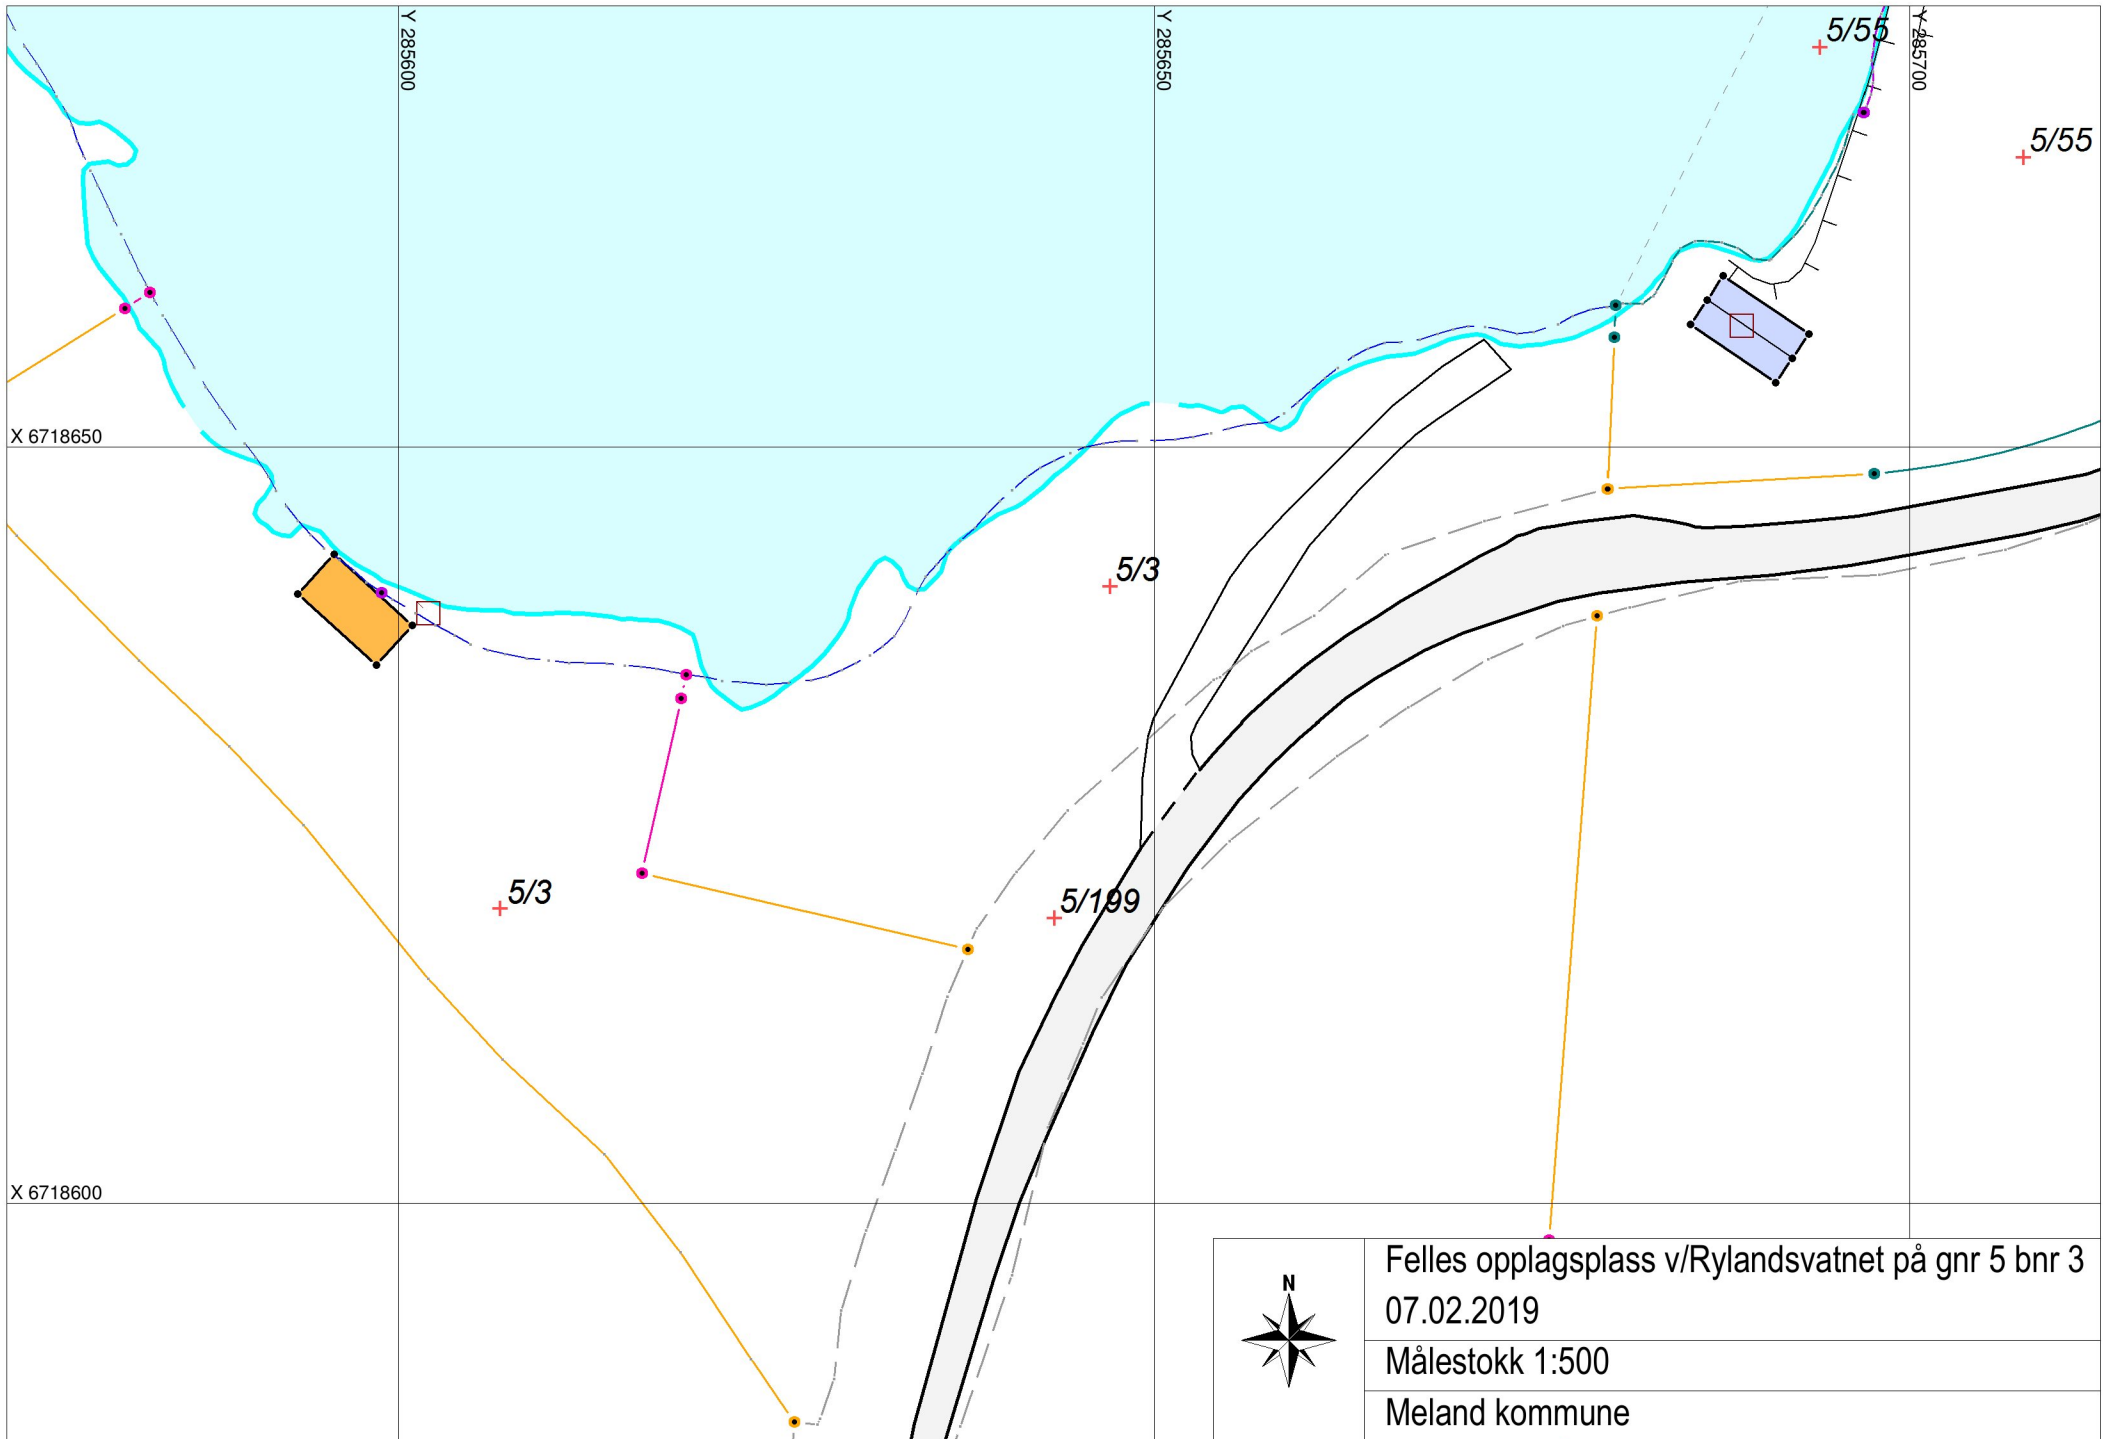 Y 285600
Y 285650
Y 285700
5/55
5/55
X 6718650
5/3
5/3
5/199
X 6718600
N
Felles opplagsplass v/Rylandsvatnet på gnr 5 bnr 3
07.02.2019
Målestokk 1:500
Meland kommune